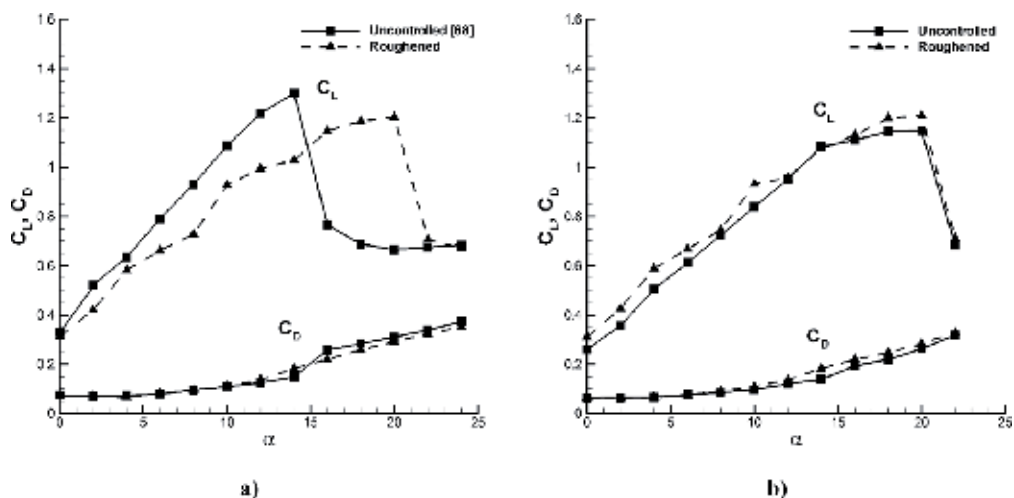 1.6
1.4
1.2
1
0.8
0.6
0.4
0.2
0
C_L, C_D
Uncontrolled [68]
Roughened
C_L
C_D
0 5 10 15 20 25
α
a)
1.6
1.4
1.2
1
0.8
0.6
0.4
0.2
0
C_L, C_D
Uncontrolled
Roughened
C_L
C_D
0 5 10 15 20 25
α
b)